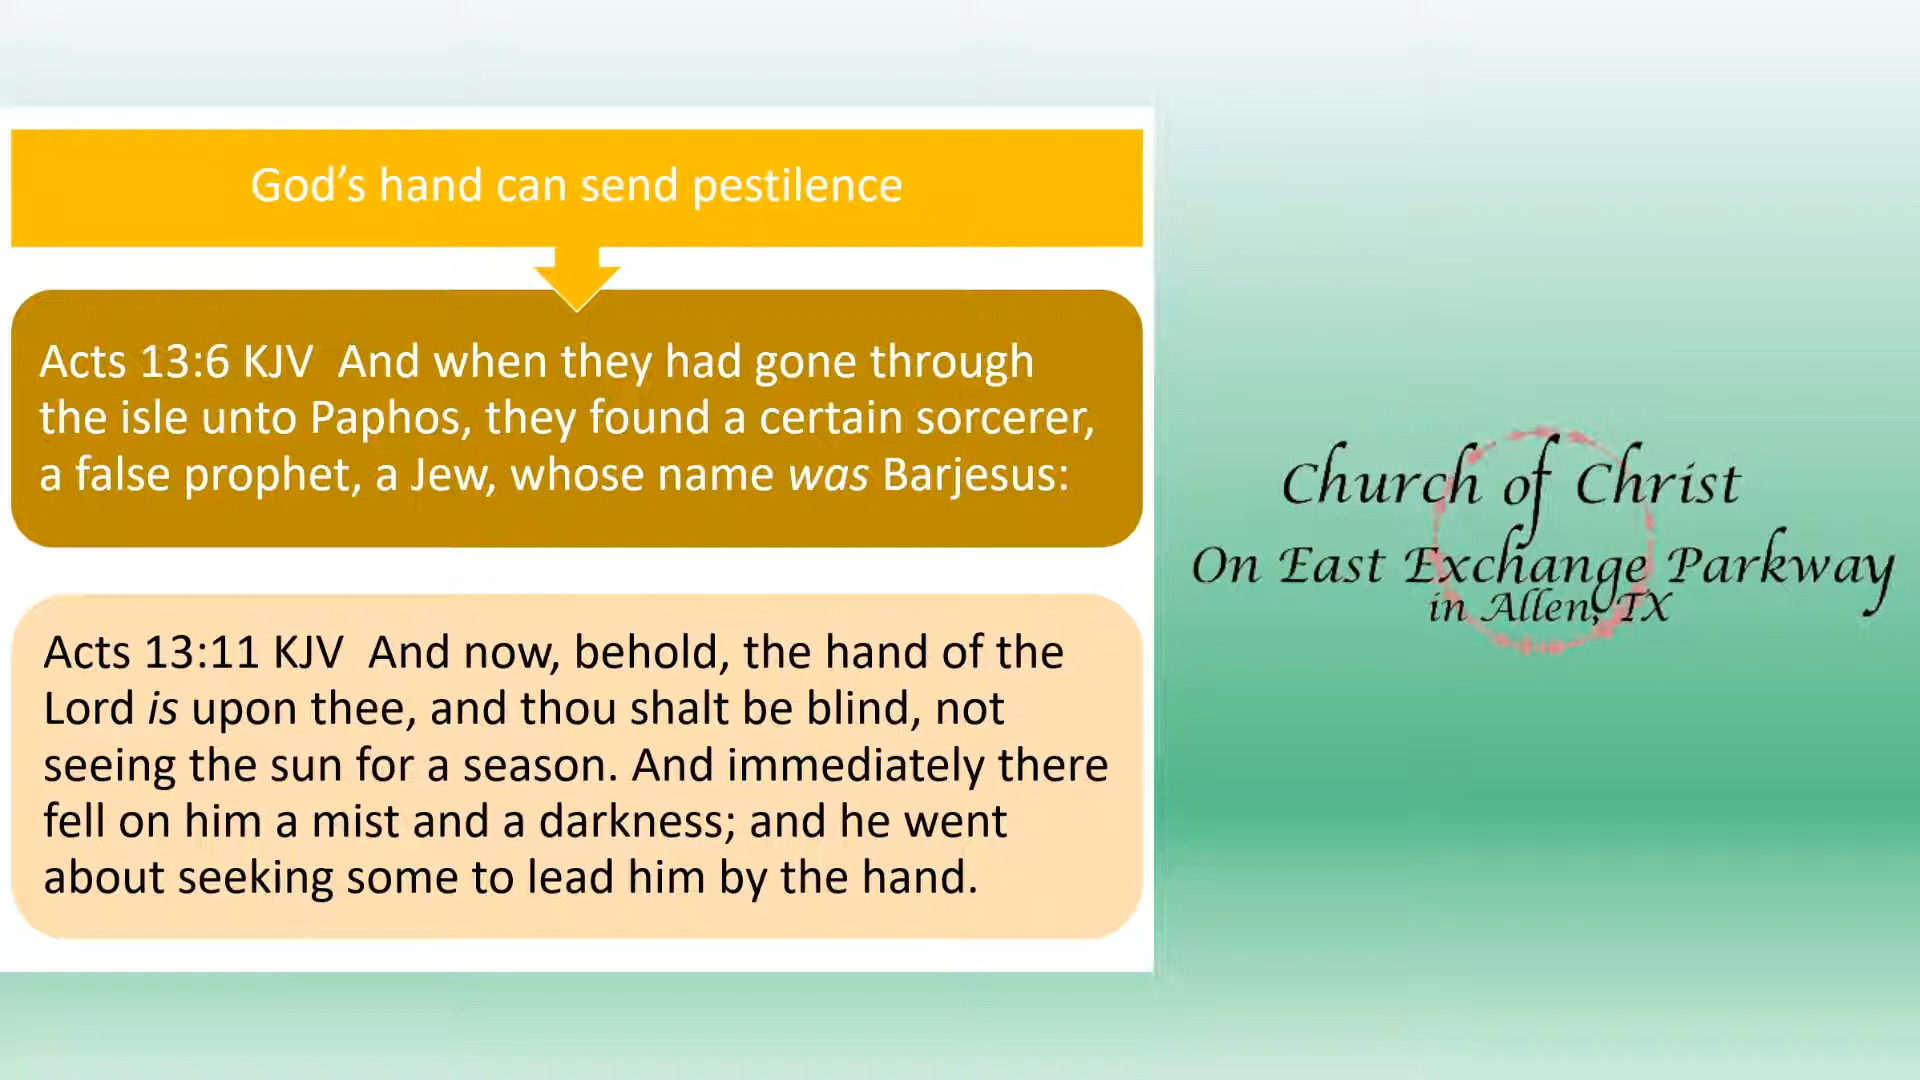 God’s hand can send pestilence
Acts 13:6 KJV  And when they had gone through
the isle unto Paphos, they found a certain sorcerer,
a false prophet, a Jew, whose name was Barjesus:
Acts 13:11 KJV  And now, behold, the hand of the
Lord is upon thee, and thou shalt be blind, not
seeing the sun for a season. And immediately there
fell on him a mist and a darkness; and he went
about seeking some to lead him by the hand.
Church of Christ
On East Exchange Parkway
in Allen, TX